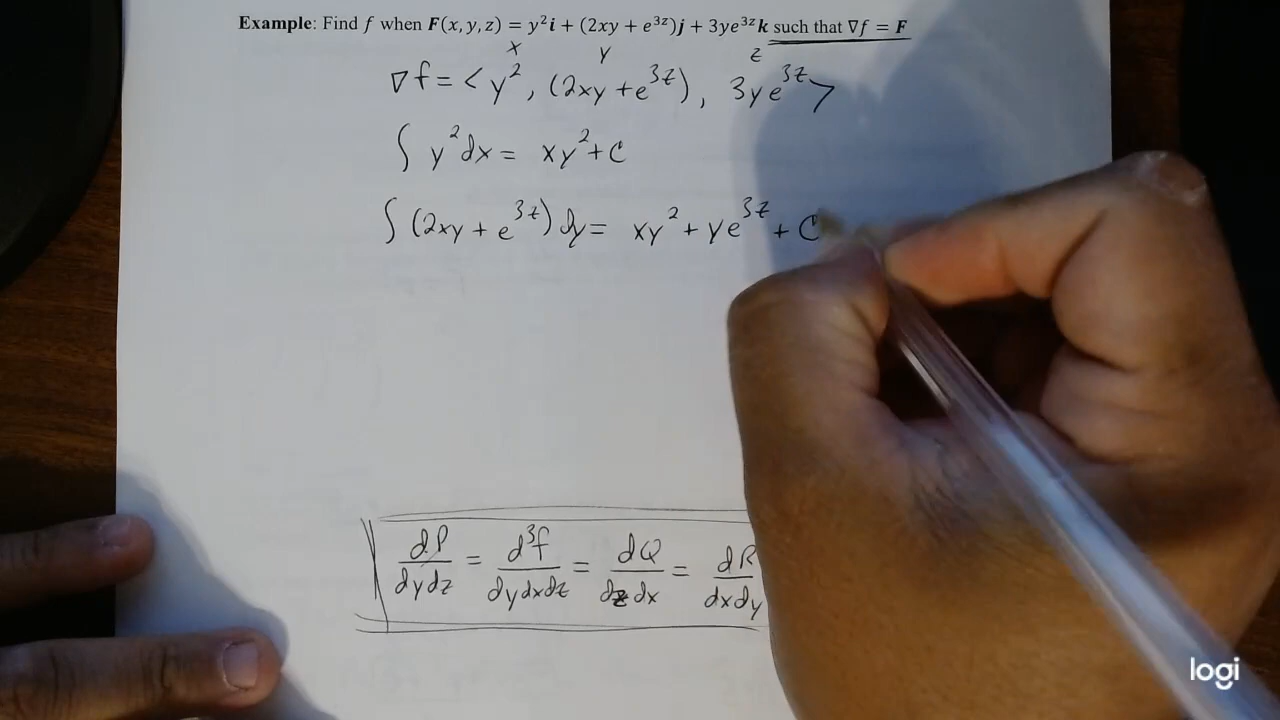 Example: Find f when F(x, y, z) = y²i + (2xy + e³ᶻ)j + 3ye³ᶻk such that ∇f = F
x y z
∇f = < y², (2xy + e³ᶻ), 3ye³ᶻ >
∫ y² dx = xy² + C
∫ (2xy + e³ᶻ) dy = xy² + ye³ᶻ + C
dP/dydz = d³f/dydxdz = dQ/dzdx = dR/dxdy
logi